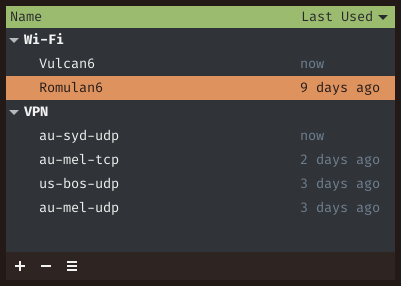 Name Last Used
Wi-Fi
Vulcan6 now
Romulan6 9 days ago
VPN
au-syd-udp now
au-mel-tcp 2 days ago
us-bos-udp 3 days ago
au-mel-udp 3 days ago